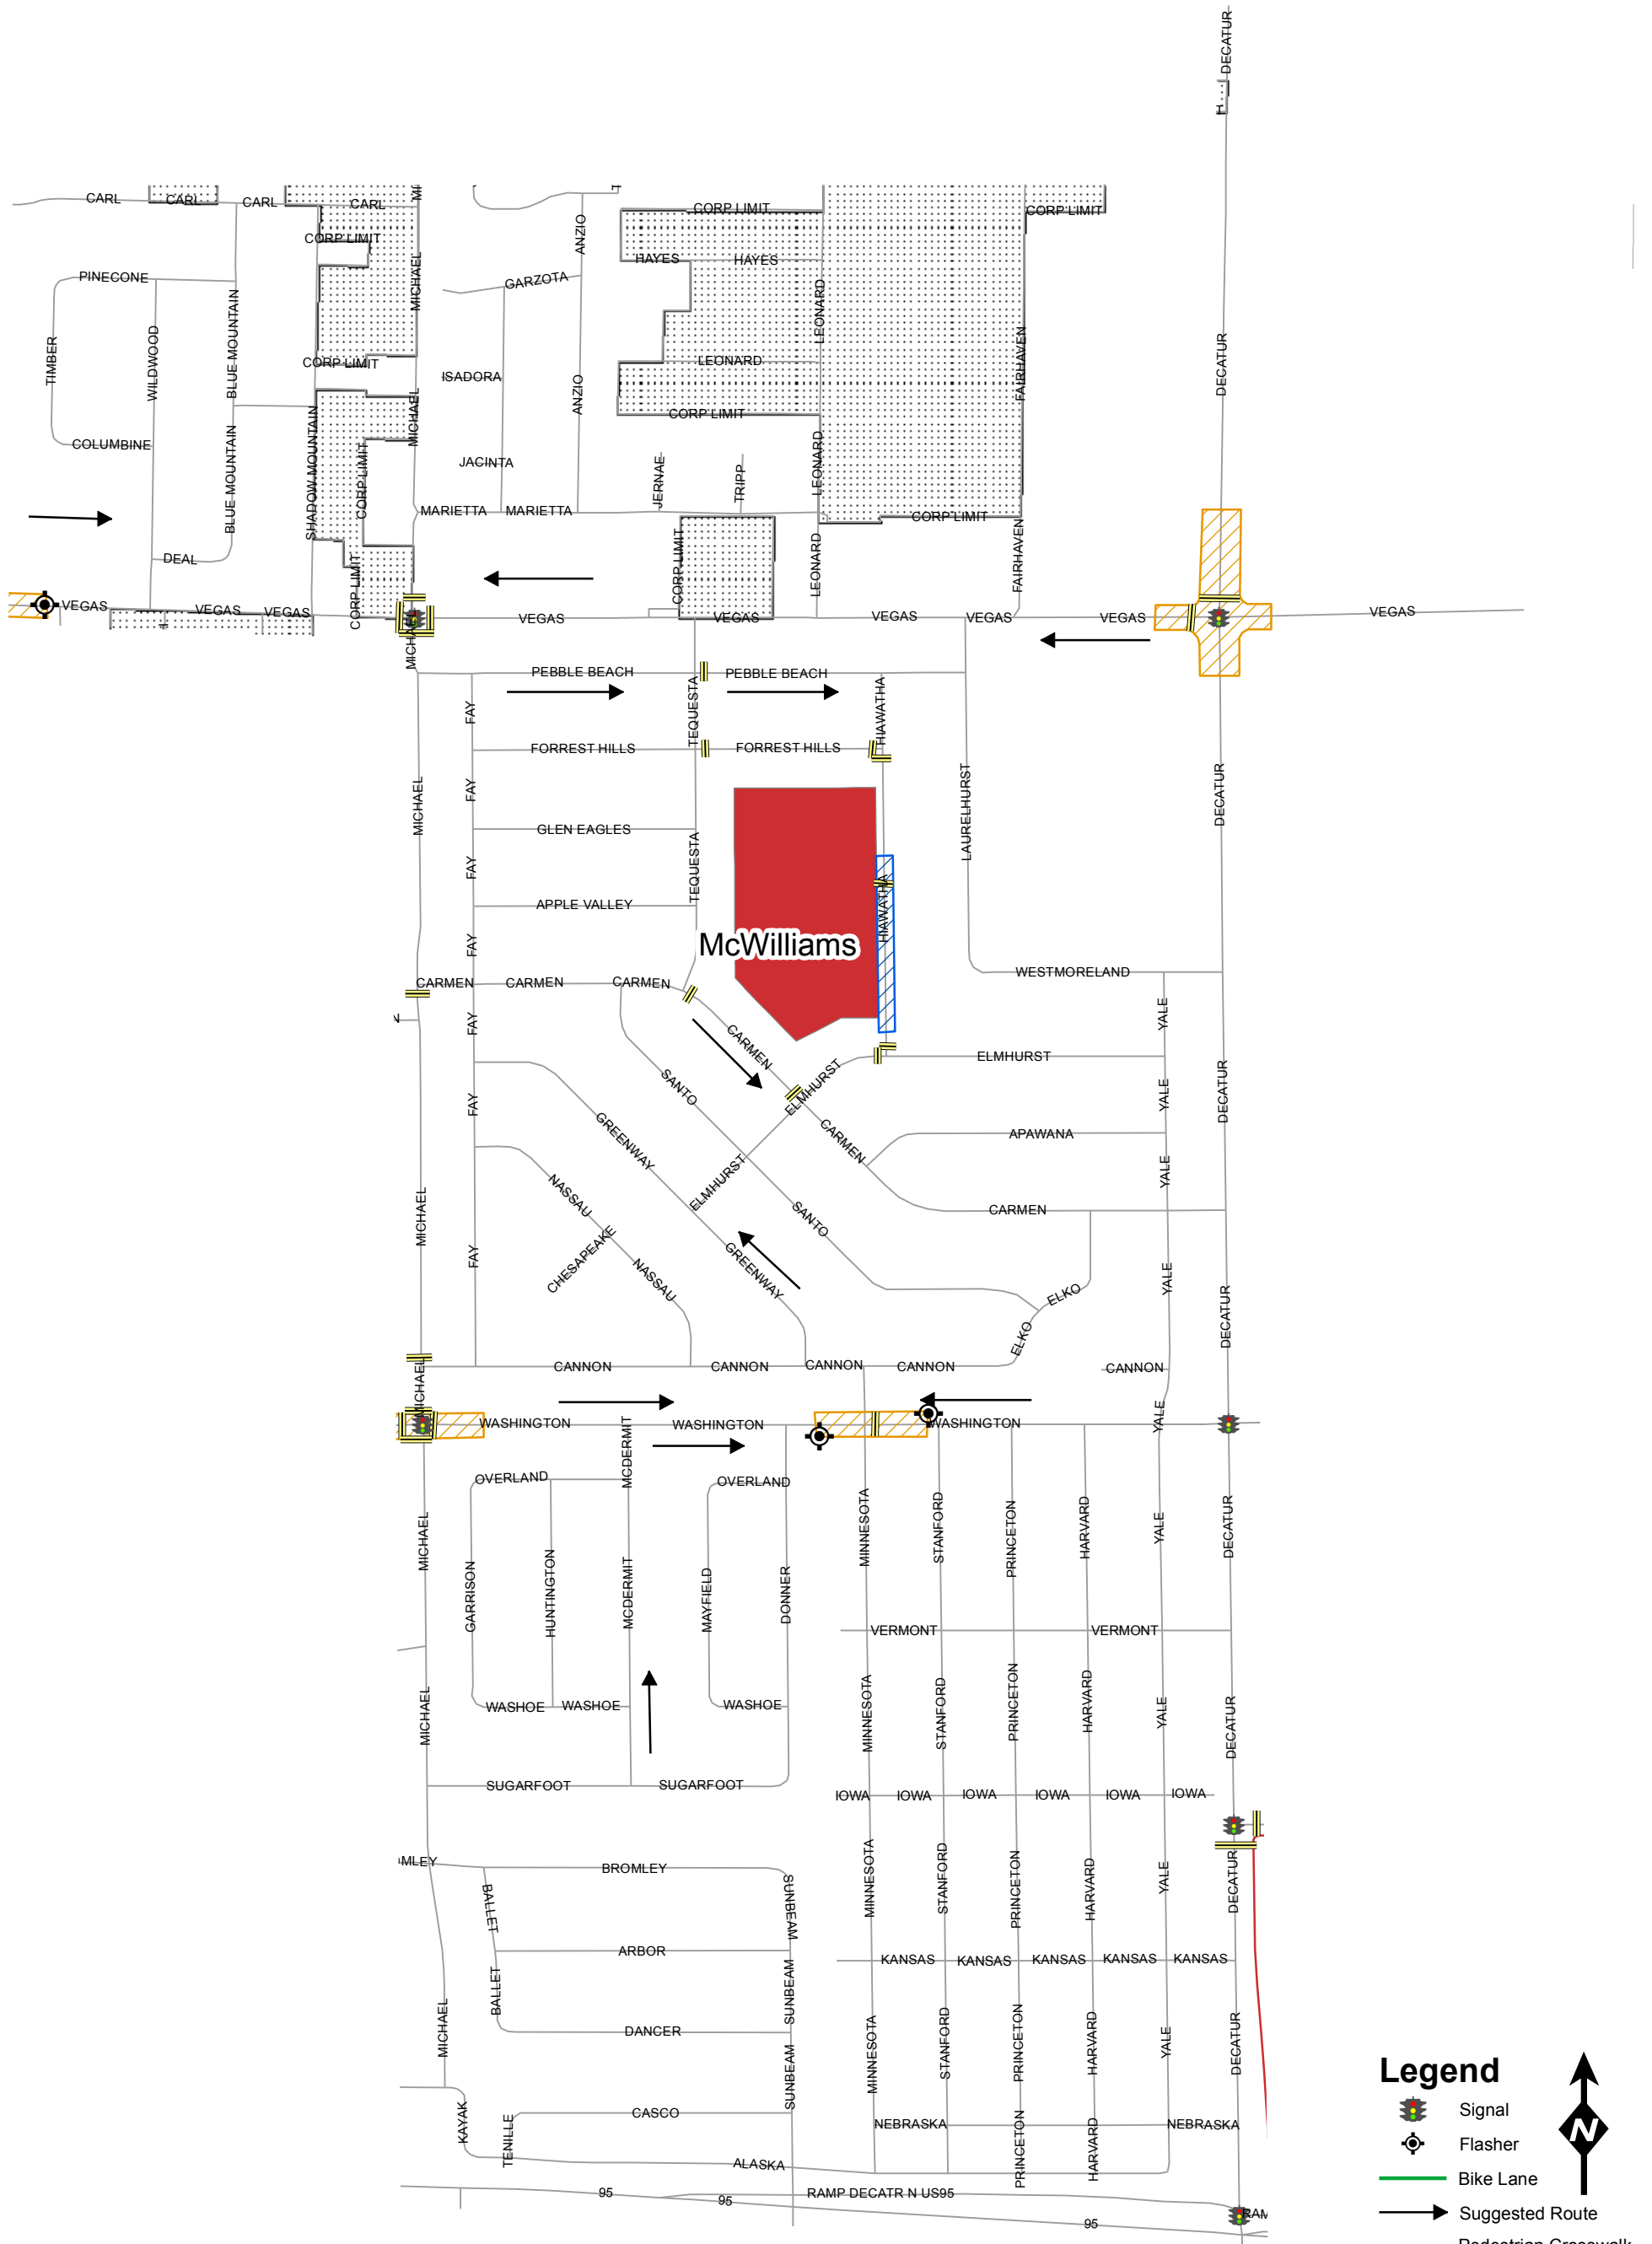 DECATUR
CARL
CARL
CARL
CARL
MI
CORP LIMIT
CORP LIMIT
ANZIO
CORP LIMIT
HAYES
HAYES
PINECONE
GARZOTA
MICHAEL
LEONARD
TIMBER
WILDWOOD
BLUE MOUNTAIN
CORP LIMIT
LEONARD
FAIRHAVEN
DECATUR
ISADORA
ANZIO
CORP LIMIT
MICHAEL
COLUMBINE
BLUE MOUNTAIN
SHADOW MOUNTAIN
CORP LIMIT
JACINTA
JERNAE
TRIPP
LEONARD
MARIETTA
MARIETTA
CORP LIMIT
DEAL
CORP LIMIT
CORP LIMIT
LEONARD
FAIRHAVEN
VEGAS
VEGAS
VEGAS
VEGAS
VEGAS
VEGAS
VEGAS
VEGAS
VEGAS
MICHAEL
PEBBLE BEACH
PEBBLE BEACH
FAY
TEQUESTA
HIAWATHA
FORREST HILLS
FORREST HILLS
MICHAEL
FAY
LAURELHURST
DECATUR
GLEN EAGLES
FAY
TEQUESTA
APPLE VALLEY
HIAWATHA
McWilliams
FAY
CARMEN
CARMEN
CARMEN
WESTMORELAND
FAY
CARMEN
YALE
ELMHURST
ELMHURST
SANTO
FAY
YALE
DECATUR
GREENWAY
CARMEN
APAWANA
YALE
ELMHURST
NASSAU
SANTO
CARMEN
MICHAEL
FAY
CHESAPEAKE
NASSAU
GREENWAY
YALE
ELKO
ELKO
DECATUR
CANNON
CANNON
CANNON
CANNON
CANNON
MICHAEL
WASHINGTON
WASHINGTON
WASHINGTON
YALE
MCDERMIT
OVERLAND
OVERLAND
MICHAEL
MINNESOTA
STANFORD
PRINCETON
HARVARD
YALE
DECATUR
GARRISON
HUNTINGTON
MCDERMIT
MAYFIELD
DONNER
VERMONT
VERMONT
MICHAEL
WASHOE
WASHOE
WASHOE
MINNESOTA
STANFORD
PRINCETON
HARVARD
YALE
DECATUR
SUGARFOOT
SUGARFOOT
IOWA
IOWA
IOWA
IOWA
IOWA
IOWA
MLEY
BROMLEY
BALLET
SUNBEAM
MINNESOTA
STANFORD
PRINCETON
HARVARD
YALE
DECATUR
ARBOR
KANSAS
KANSAS
KANSAS
KANSAS
KANSAS
BALLET
SUNBEAM
MICHAEL
DANCER
MINNESOTA
STANFORD
PRINCETON
HARVARD
YALE
DECATUR
SUNBEAM
KAYAK
TENILLE
CASCO
NEBRASKA
NEBRASKA
PRINCETON
HARVARD
ALASKA
95
95
RAMP DECATR N US95
95
RAM
Legend
Signal
Flasher
Bike Lane
Suggested Route
Pedestrian Crosswalk
N